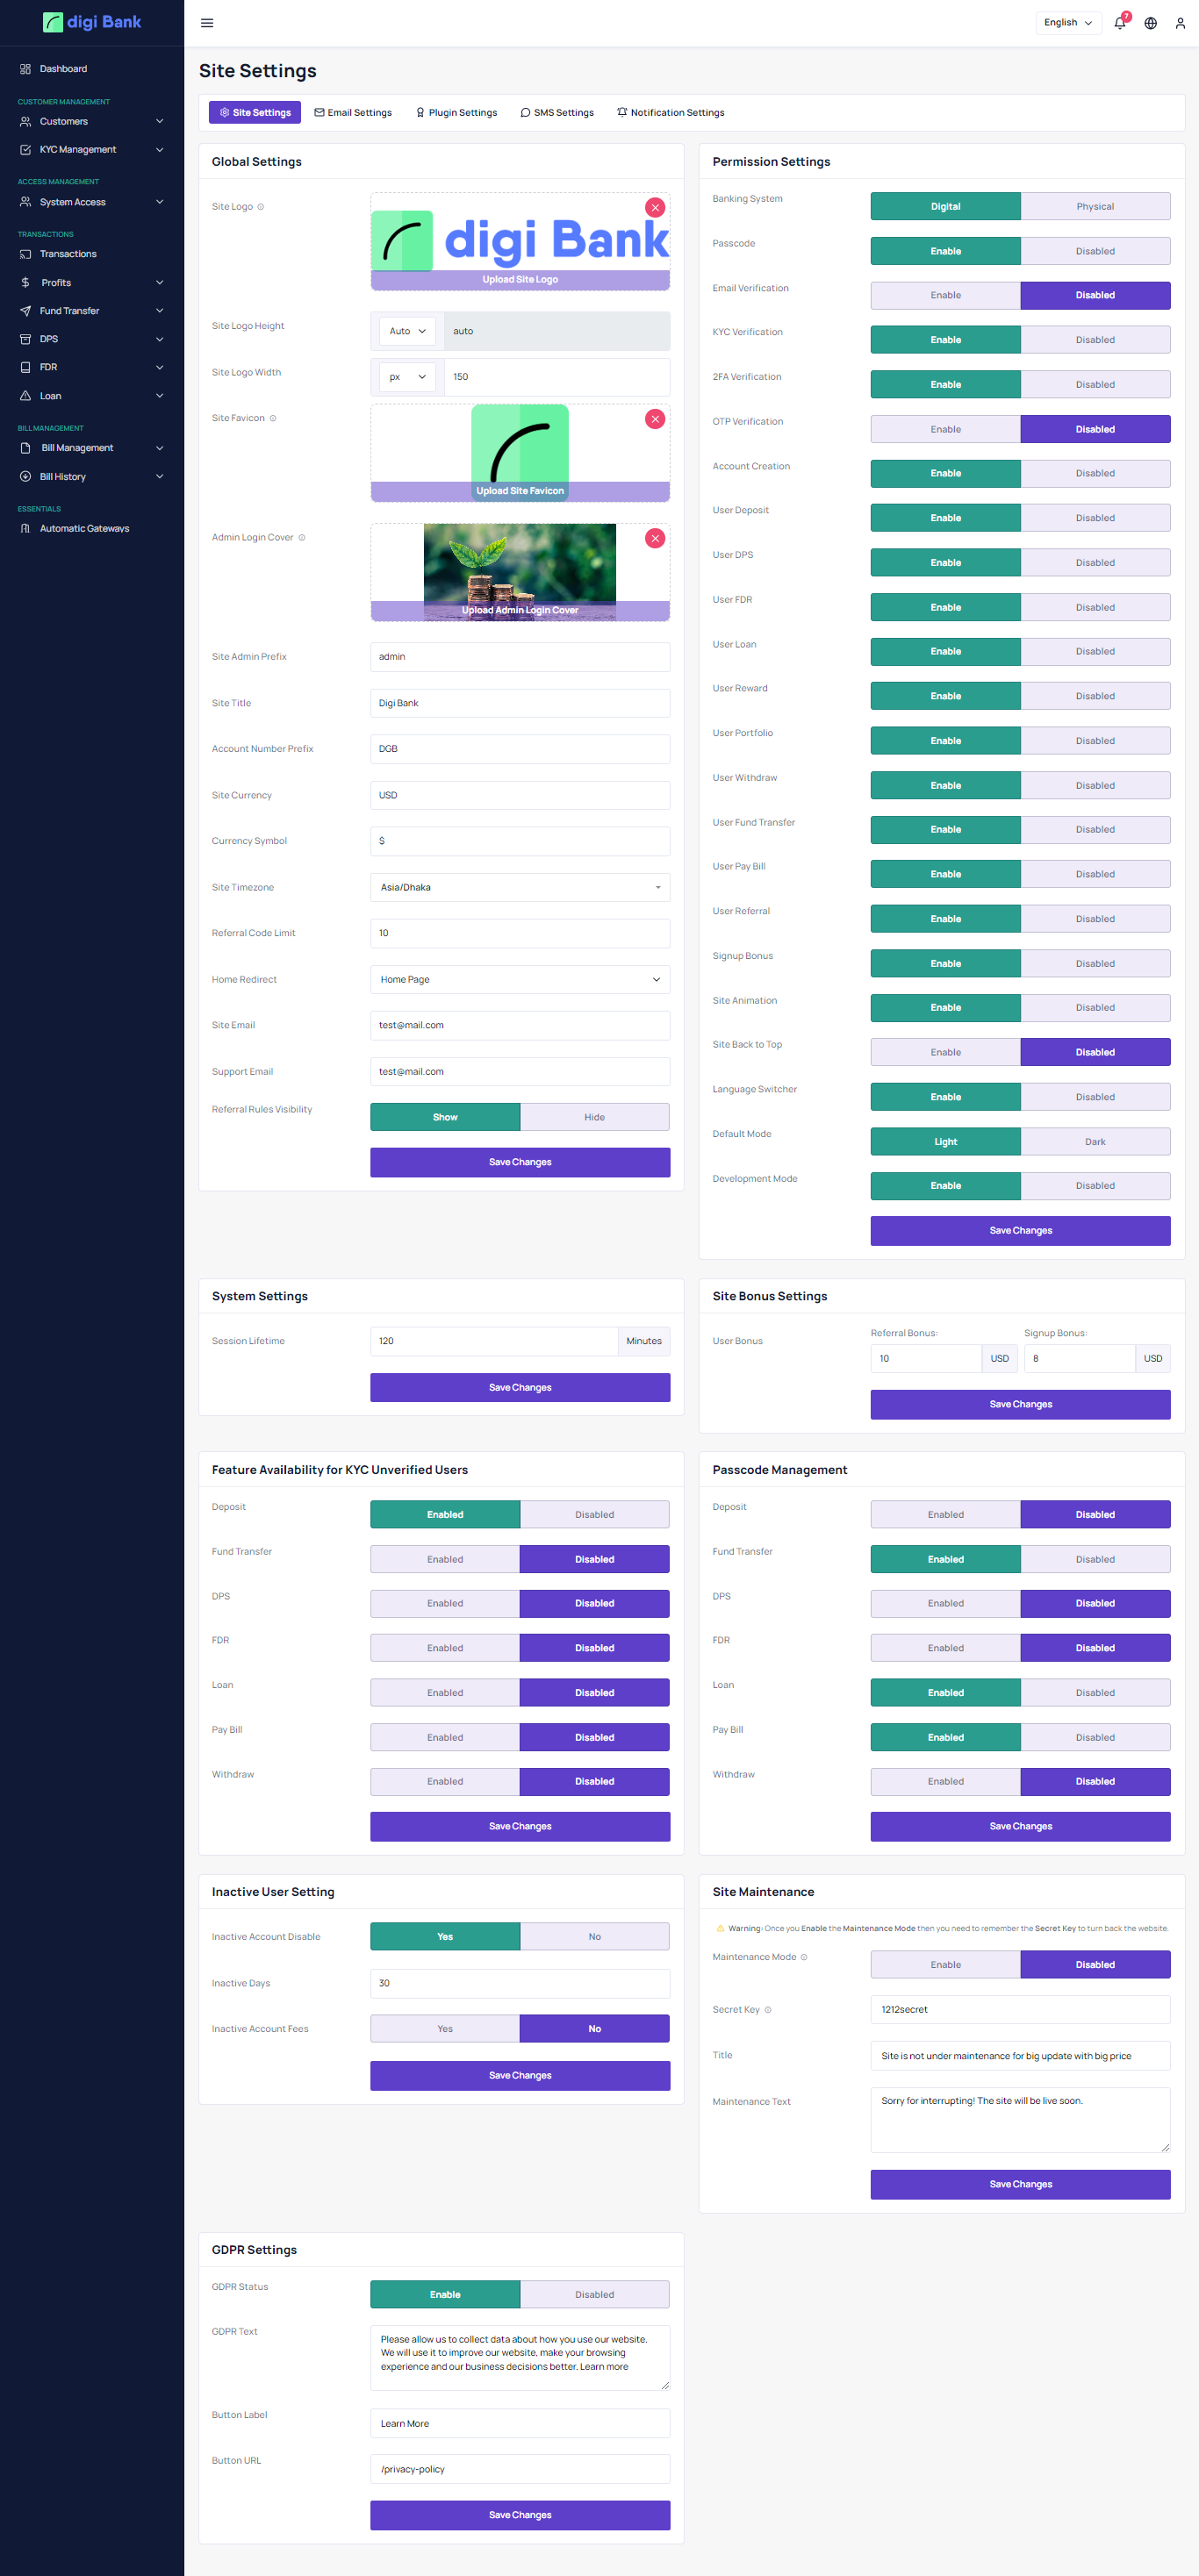 digi Bank
English
7
Dashboard
CUSTOMER MANAGEMENT
Customers
KYC Management
ACCESS MANAGEMENT
System Access
TRANSACTIONS
Transactions
Profits
Fund Transfer
DPS
FDR
Loan
BILL MANAGEMENT
Bill Management
Bill History
ESSENTIALS
Automatic Gateways
Site Settings
Site Settings Email Settings Plugin Settings SMS Settings Notification Settings
Global Settings
Site Logo
digi Bank
Upload Site Logo
Site Logo Height Auto auto
Site Logo Width px 150
Site Favicon
Upload Site Favicon
Admin Login Cover
Upload Admin Login Cover
Site Admin Prefix admin
Site Title Digi Bank
Account Number Prefix DGB
Site Currency USD
Currency Symbol $
Site Timezone Asia/Dhaka
Referral Code Limit 10
Home Redirect Home Page
Site Email test@mail.com
Support Email test@mail.com
Referral Rules Visibility Show Hide
Save Changes
Permission Settings
Banking System Digital Physical
Passcode Enable Disabled
Email Verification Enable Disabled
KYC Verification Enable Disabled
2FA Verification Enable Disabled
OTP Verification Enable Disabled
Account Creation Enable Disabled
User Deposit Enable Disabled
User DPS Enable Disabled
User FDR Enable Disabled
User Loan Enable Disabled
User Reward Enable Disabled
User Portfolio Enable Disabled
User Withdraw Enable Disabled
User Fund Transfer Enable Disabled
User Pay Bill Enable Disabled
User Referral Enable Disabled
Signup Bonus Enable Disabled
Site Animation Enable Disabled
Site Back to Top Enable Disabled
Language Switcher Enable Disabled
Default Mode Light Dark
Development Mode Enable Disabled
Save Changes
System Settings
Session Lifetime 120 Minutes
Save Changes
Site Bonus Settings
Referral Bonus: Signup Bonus:
User Bonus 10 USD 8 USD
Save Changes
Feature Availability for KYC Unverified Users
Deposit Enabled Disabled
Fund Transfer Enabled Disabled
DPS Enabled Disabled
FDR Enabled Disabled
Loan Enabled Disabled
Pay Bill Enabled Disabled
Withdraw Enabled Disabled
Save Changes
Passcode Management
Deposit Enabled Disabled
Fund Transfer Enabled Disabled
DPS Enabled Disabled
FDR Enabled Disabled
Loan Enabled Disabled
Pay Bill Enabled Disabled
Withdraw Enabled Disabled
Save Changes
Inactive User Setting
Inactive Account Disable Yes No
Inactive Days 30
Inactive Account Fees Yes No
Save Changes
Site Maintenance
Warning: Once you Enable the Maintenance Mode then you need to remember the Secret Key to turn back the website.
Maintenance Mode Enable Disabled
Secret Key 1212secret
Title Site is not under maintenance for big update with big price
Maintenance Text Sorry for interrupting! The site will be live soon.
Save Changes
GDPR Settings
GDPR Status Enable Disabled
GDPR Text Please allow us to collect data about how you use our website.
We will use it to improve our website, make your browsing
experience and our business decisions better. Learn more
Button Label Learn More
Button URL /privacy-policy
Save Changes